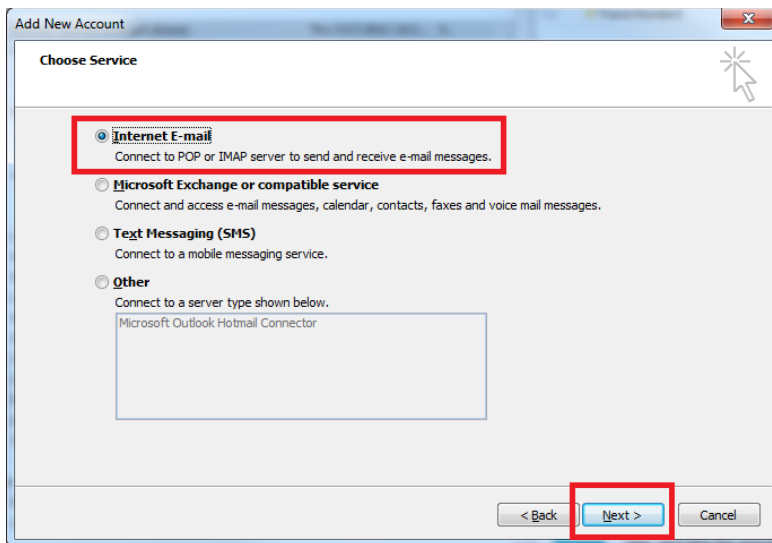 Add New Account
Choose Service
Internet E-mail
Connect to POP or IMAP server to send and receive e-mail messages.
Microsoft Exchange or compatible service
Connect and access e-mail messages, calendar, contacts, faxes and voice mail messages.
Text Messaging (SMS)
Connect to a mobile messaging service.
Other
Connect to a server type shown below.
Microsoft Outlook Hotmail Connector
< Back Next > Cancel